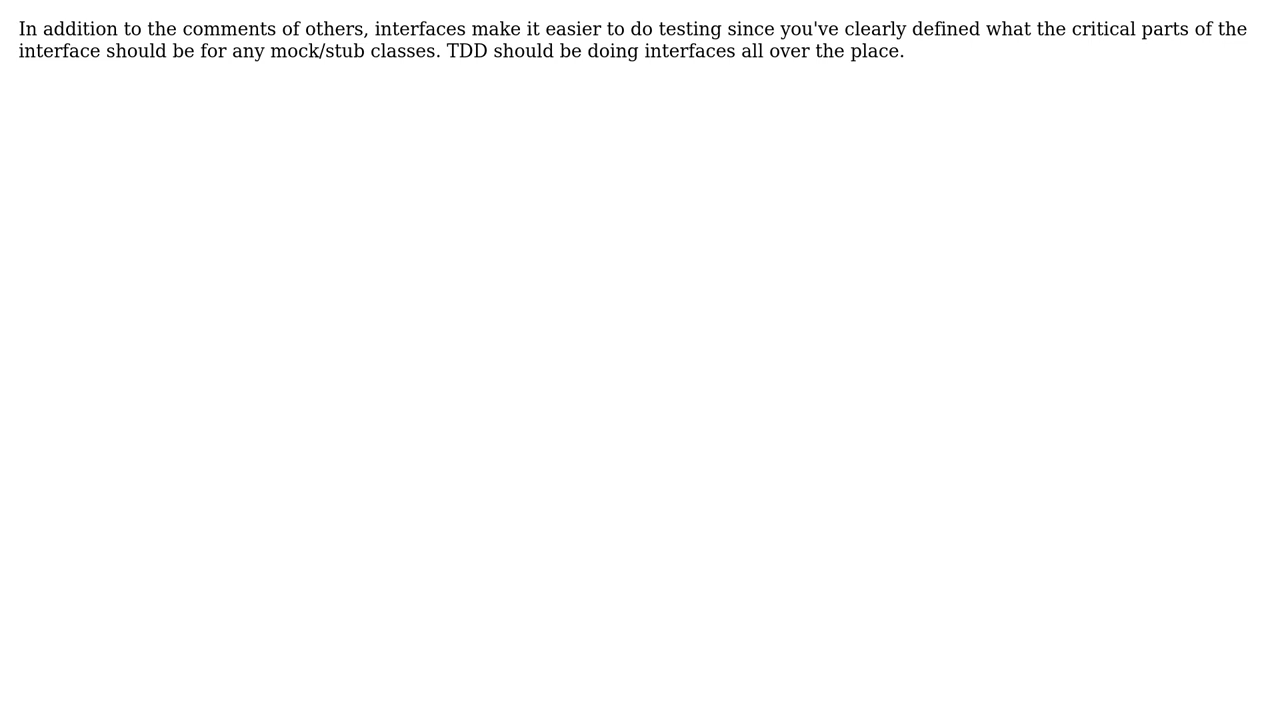 In addition to the comments of others, interfaces make it easier to do testing since you've clearly defined what the critical parts of the
interface should be for any mock/stub classes. TDD should be doing interfaces all over the place.